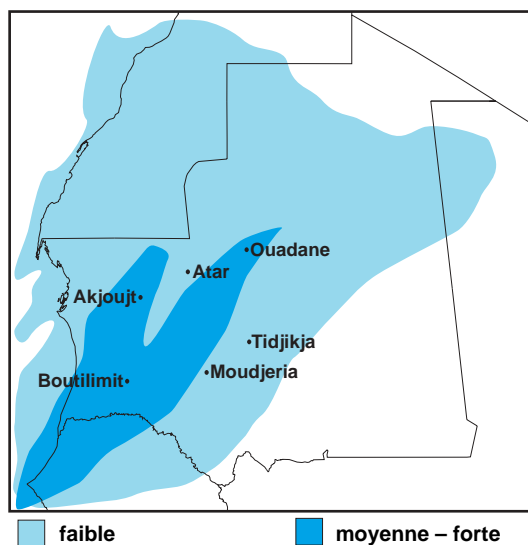 Ouadane
Atar
Akjoujt
Tidjikja
Moudjeria
Boutilimit
faible
moyenne – forte